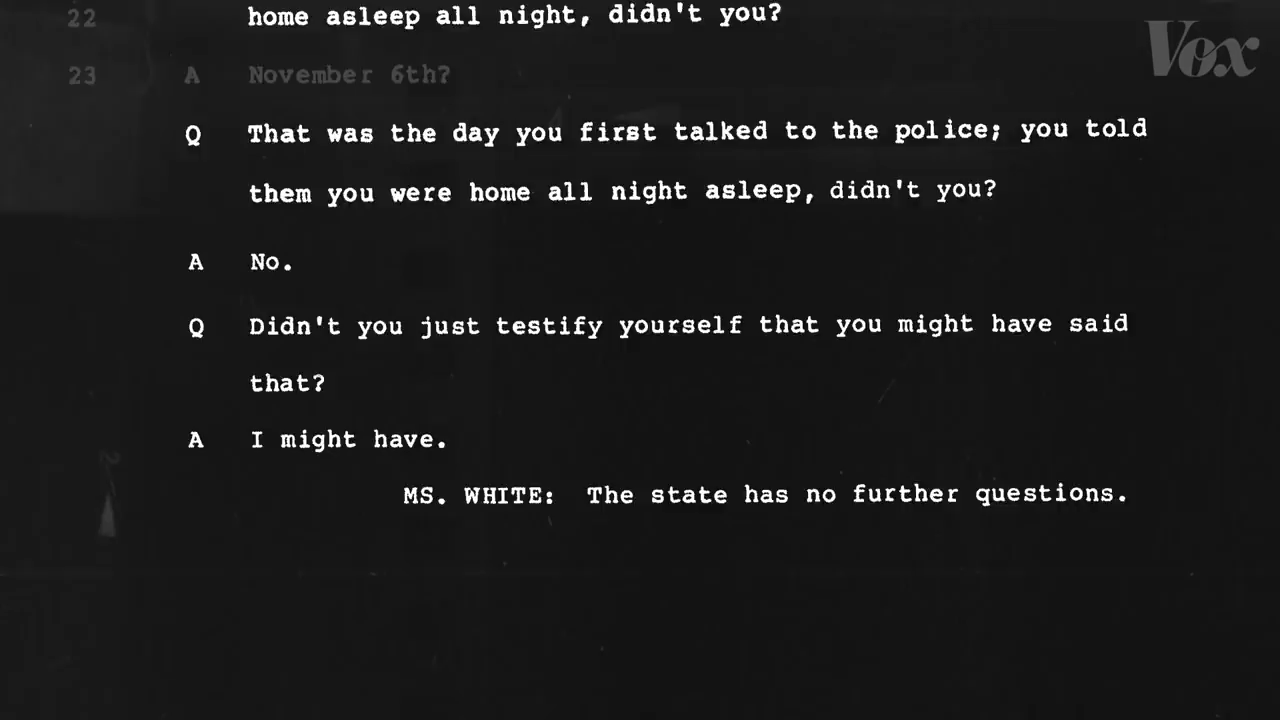 22 home asleep all night, didn't you?
Vox
23 A November 6th?
Q That was the day you first talked to the police; you told
them you were home all night asleep, didn't you?
A No.
Q Didn't you just testify yourself that you might have said
that?
A I might have.
MS. WHITE: The state has no further questions.